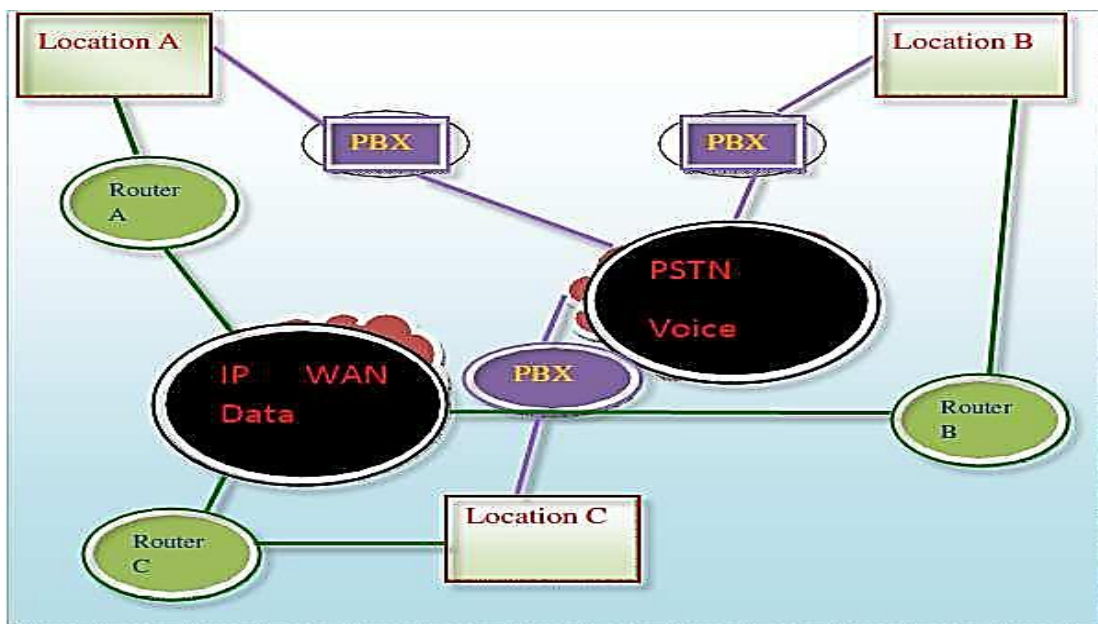 Location A
Location B
PBX
PBX
Router
A
PSTN
Voice
IP WAN
Data
PBX
Router
B
Location C
Router
C